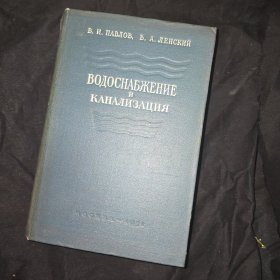 В. И. ПАВЛОВ, В. А. ЛЕНСКИЙ
ВОДОСНАБЖЕНИЕ
И
КАНАЛИЗАЦИЯ